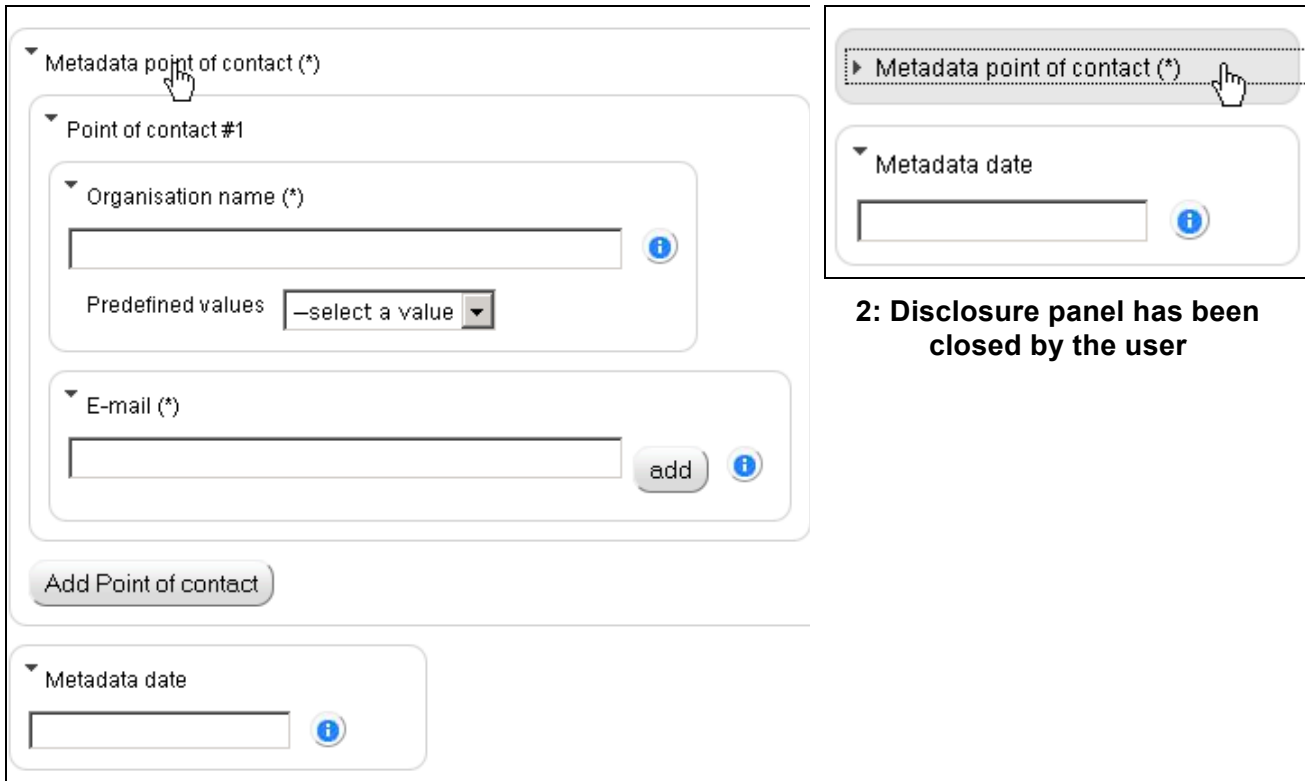 Metadata point of contact (*)
Point of contact #1
Organisation name (*)
Predefined values
–select a value
E-mail (*)
add
Add Point of contact
Metadata date
Metadata point of contact (*)
Metadata date
2: Disclosure panel has been
closed by the user